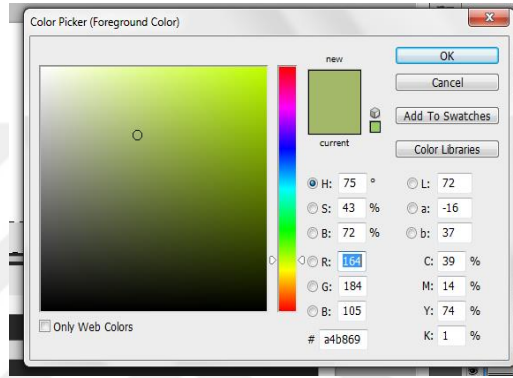 Color Picker (Foreground Color)
new
current
OK
Cancel
Add To Swatches
Color Libraries
H: 75 ° L: 72
S: 43 % a: -16
B: 72 % b: 37
R: 164 C: 39 %
G: 184 M: 14 %
B: 105 Y: 74 %
# a4b869 K: 1 %
Only Web Colors